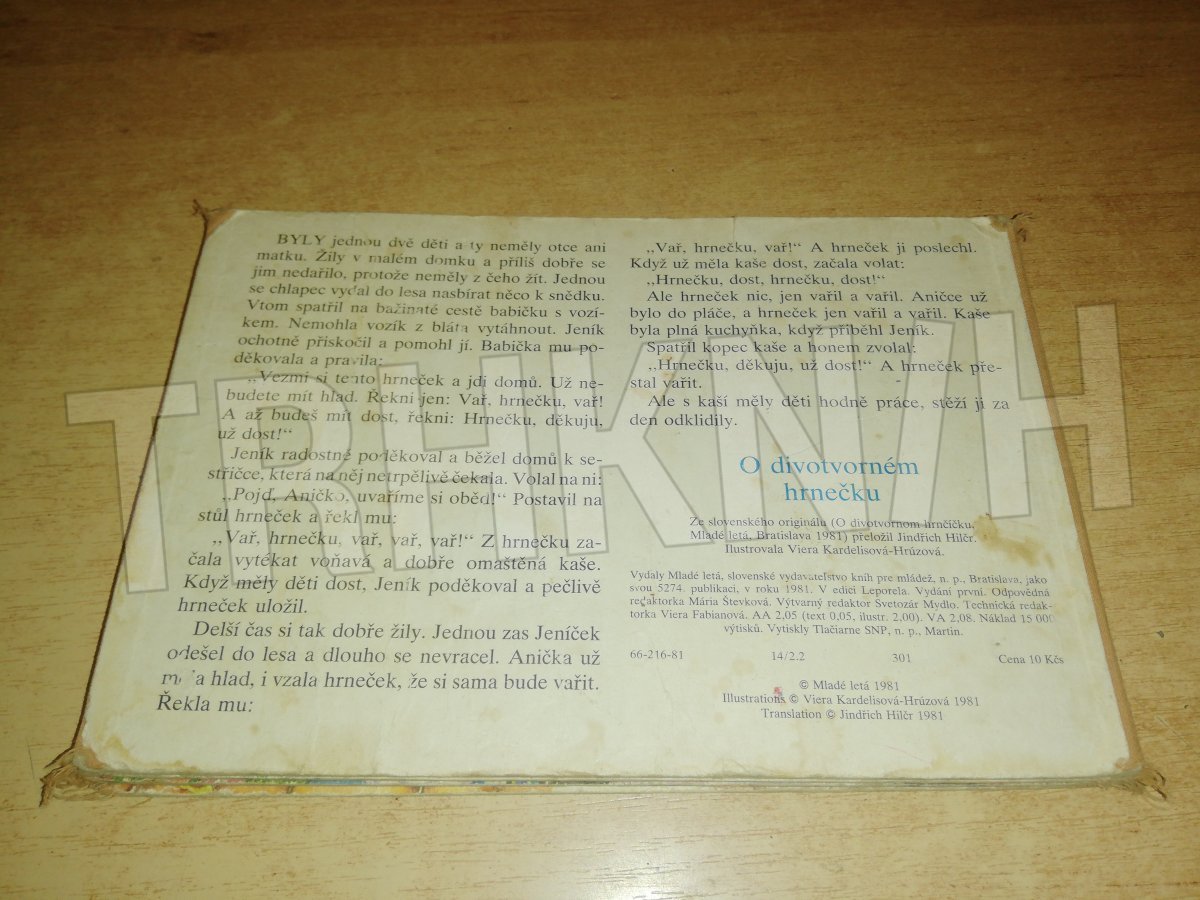 BYLY jednou dvě děti a ty neměly otce ani
matku. Žily v malém domku a příliš dobře se
jim nedařilo, protože neměly z čeho žít. Jednou
se chlapec vydal do lesa nasbírat něco k snědku.
Vtom spatřil na bažinaté cestě babičku s vozí-
kem. Nemohla vozík z bláta vytáhnout. Jeník
ochotně přiskočil a pomohl jí. Babička mu po-
děkovala a pravila:
„Vezmi si tento hrneček a jdi domů. Už ne-
budete mít hlad. Řekni jen: Vař, hrnečku, vař!
A až budeš mít dost, řekni: Hrnečku, děkuju,
už dost!“
Jeník radostně poděkoval a běžel domů k se-
střičce, která na něj netrpělivě čekala. Volal na ni:
„Pojď, Aničko, uvaříme si oběd!“ Postavil na
stůl hrneček a řekl mu:
„Vař, hrnečku, vař, vař, vař!“ Z hrnečku za-
čala vytékat voňavá a dobře omaštěná kaše.
Když měly děti dost, Jeník poděkoval a pečlivě
hrneček uložil.
Delší čas si tak dobře žily. Jednou zas Jeníček
odešel do lesa a dlouho se nevracel. Anička už
měla hlad, i vzala hrneček, že si sama bude vařit.
Řekla mu:
„Vař, hrnečku, vař!“ A hrneček ji poslechl.
Když už měla kaše dost, začala volat:
„Hrnečku, dost, hrnečku, dost!“
Ale hrneček nic, jen vařil a vařil. Aničce už
bylo do pláče, a hrneček jen vařil a vařil. Kaše
byla plná kuchyňka, když přiběhl Jeník.
Spatřil kopec kaše a honem zvolal:
„Hrnečku, děkuju, už dost!“ A hrneček pře-
stal vařit.
Ale s kaší měly děti hodně práce, stěží ji za
den odklidily.
O divotvorném
hrnečku
Ze slovenského originálu (O divotvornom hrnčíčku,
Mladé letá, Bratislava 1981) přeložil Jindřich Hilčr.
Ilustrovala Viera Kardelisová-Hrúzová.
Vydaly Mladé letá, slovenské vydavateľstvo kníh pre mládež, n. p., Bratislava, jako
svou 5274. publikaci, v roku 1981. V edici Leporela. Vydání první. Odpovědná
redaktorka Mária Števková. Výtvarný redaktor Svetozár Mydlo. Technická redak-
torka Viera Fabianová. AA 2,05 (text 0,05, ilustr. 2,00). VA 2,08. Náklad 15 000
výtisků. Vytiskly Tlačiarne SNP, n. p., Martin.
66-216-81 14/2.2 301 Cena 10 Kčs
© Mladé letá 1981
Illustrations © Viera Kardelisová-Hrúzová 1981
Translation © Jindřich Hilčr 1981
TRHKNIH